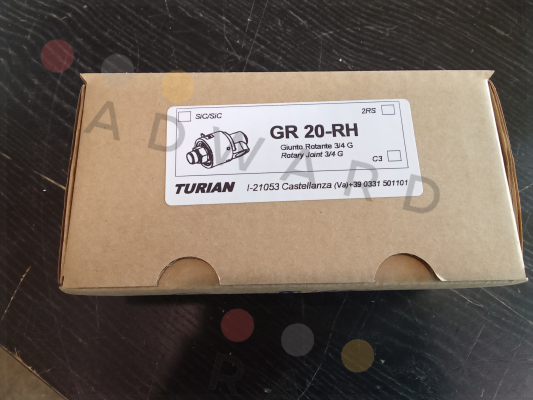 SiC/SiC
2RS
GR 20-RH
Giunto Rotante 3/4 G
Rotary Joint 3/4 G
C3
TURIAN I-21053 Castellanza (Va)+39 0331 501101
ADWARD
R